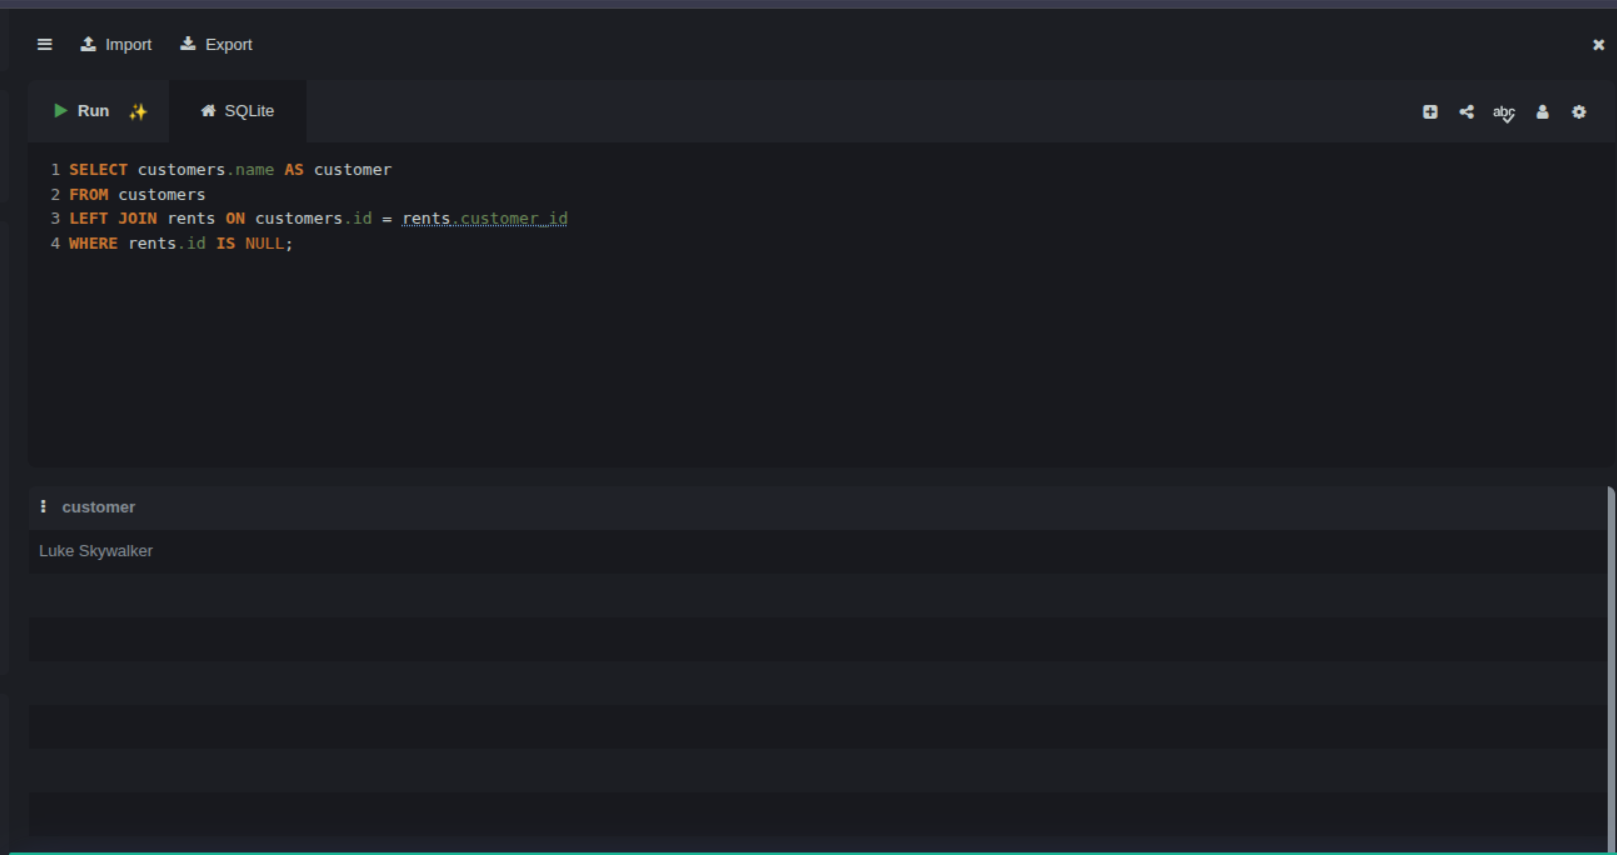 Import Export
Run SQLite abc
1 SELECT customers.name AS customer
2 FROM customers
3 LEFT JOIN rents ON customers.id = rents.customer_id
4 WHERE rents.id IS NULL;
customer
Luke Skywalker